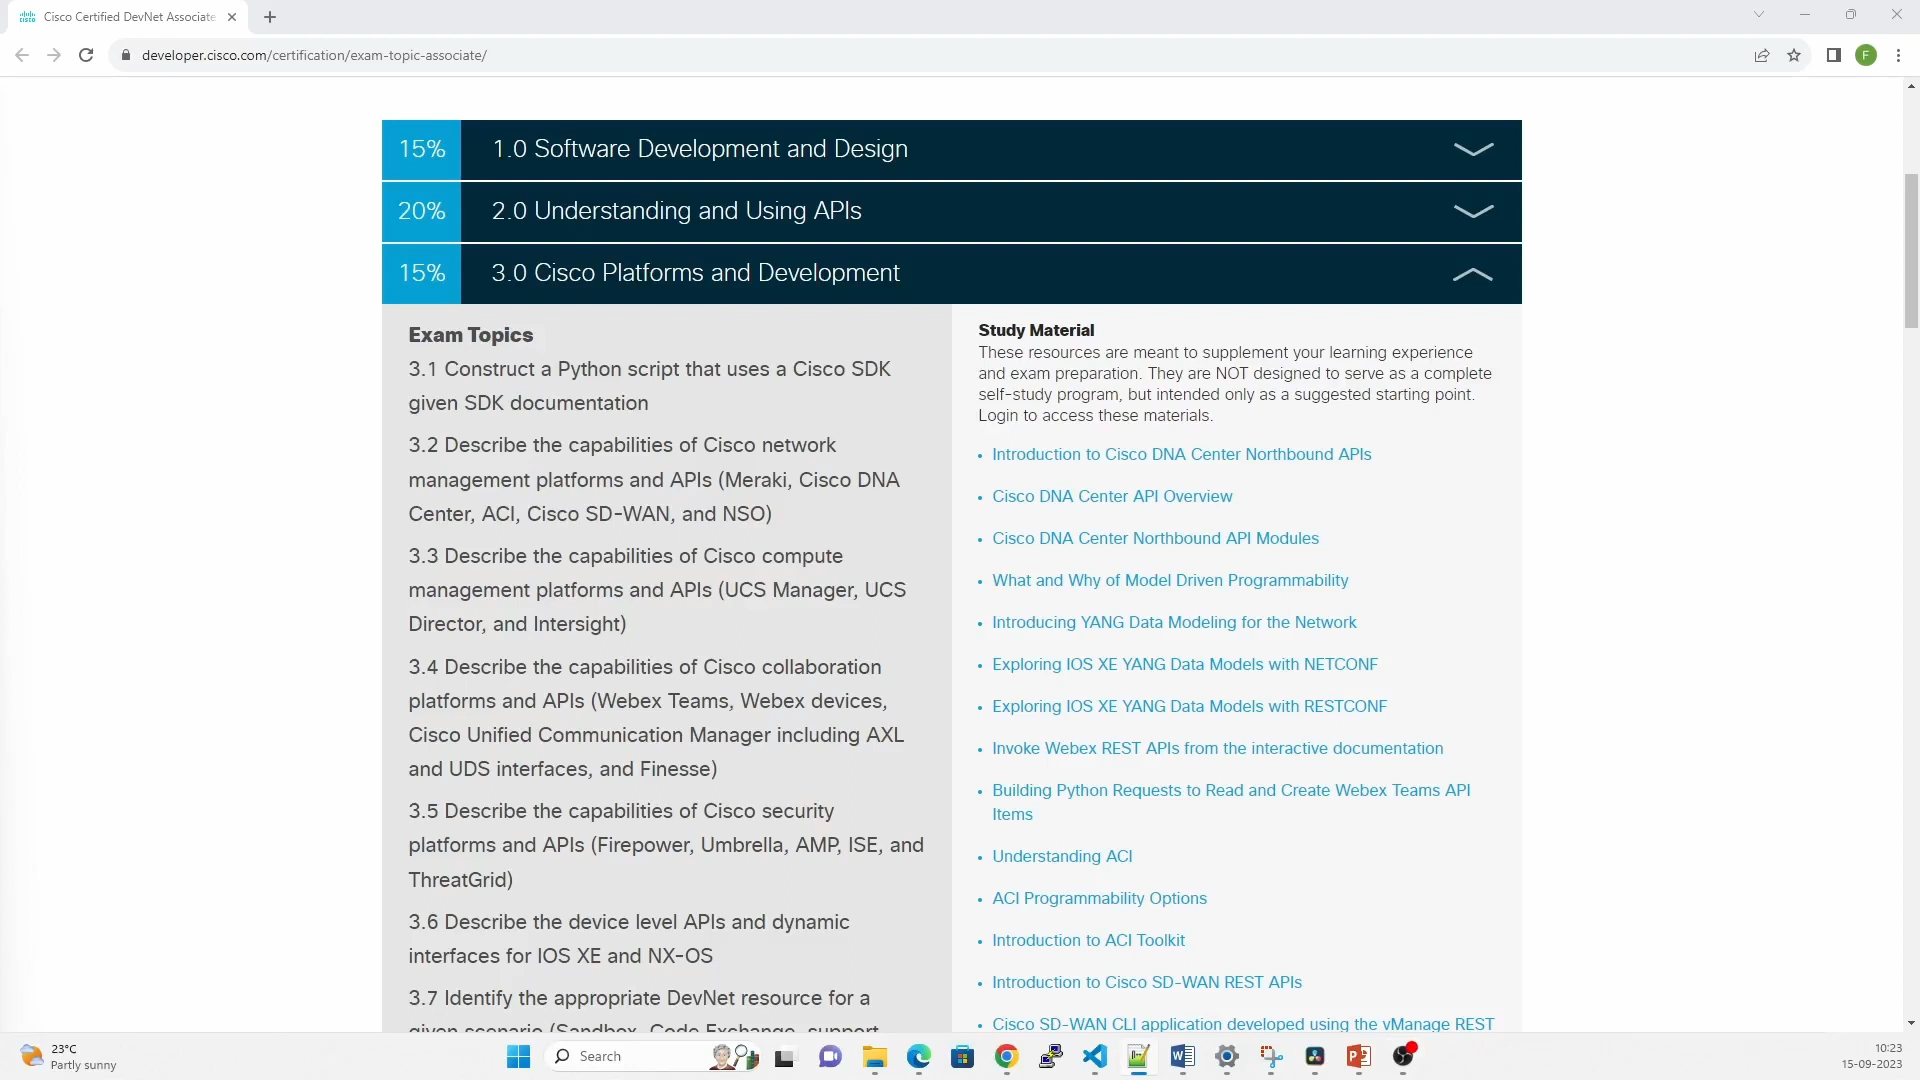 Cisco Certified DevNet Associate
developer.cisco.com/certification/exam-topic-associate/
F
15%
1.0 Software Development and Design
20%
2.0 Understanding and Using APIs
15%
3.0 Cisco Platforms and Development
Exam Topics
3.1 Construct a Python script that uses a Cisco SDK
given SDK documentation
3.2 Describe the capabilities of Cisco network
management platforms and APIs (Meraki, Cisco DNA
Center, ACI, Cisco SD-WAN, and NSO)
3.3 Describe the capabilities of Cisco compute
management platforms and APIs (UCS Manager, UCS
Director, and Intersight)
3.4 Describe the capabilities of Cisco collaboration
platforms and APIs (Webex Teams, Webex devices,
Cisco Unified Communication Manager including AXL
and UDS interfaces, and Finesse)
3.5 Describe the capabilities of Cisco security
platforms and APIs (Firepower, Umbrella, AMP, ISE, and
ThreatGrid)
3.6 Describe the device level APIs and dynamic
interfaces for IOS XE and NX-OS
3.7 Identify the appropriate DevNet resource for a
given scenario (Sandbox, Code Exchange, support
Study Material
These resources are meant to supplement your learning experience
and exam preparation. They are NOT designed to serve as a complete
self-study program, but intended only as a suggested starting point.
Login to access these materials.
• Introduction to Cisco DNA Center Northbound APIs
• Cisco DNA Center API Overview
• Cisco DNA Center Northbound API Modules
• What and Why of Model Driven Programmability
• Introducing YANG Data Modeling for the Network
• Exploring IOS XE YANG Data Models with NETCONF
• Exploring IOS XE YANG Data Models with RESTCONF
• Invoke Webex REST APIs from the interactive documentation
• Building Python Requests to Read and Create Webex Teams API
Items
• Understanding ACI
• ACI Programmability Options
• Introduction to ACI Toolkit
• Introduction to Cisco SD-WAN REST APIs
• Cisco SD-WAN CLI application developed using the vManage REST
23°C
Partly sunny
Search
10:23
15-09-2023